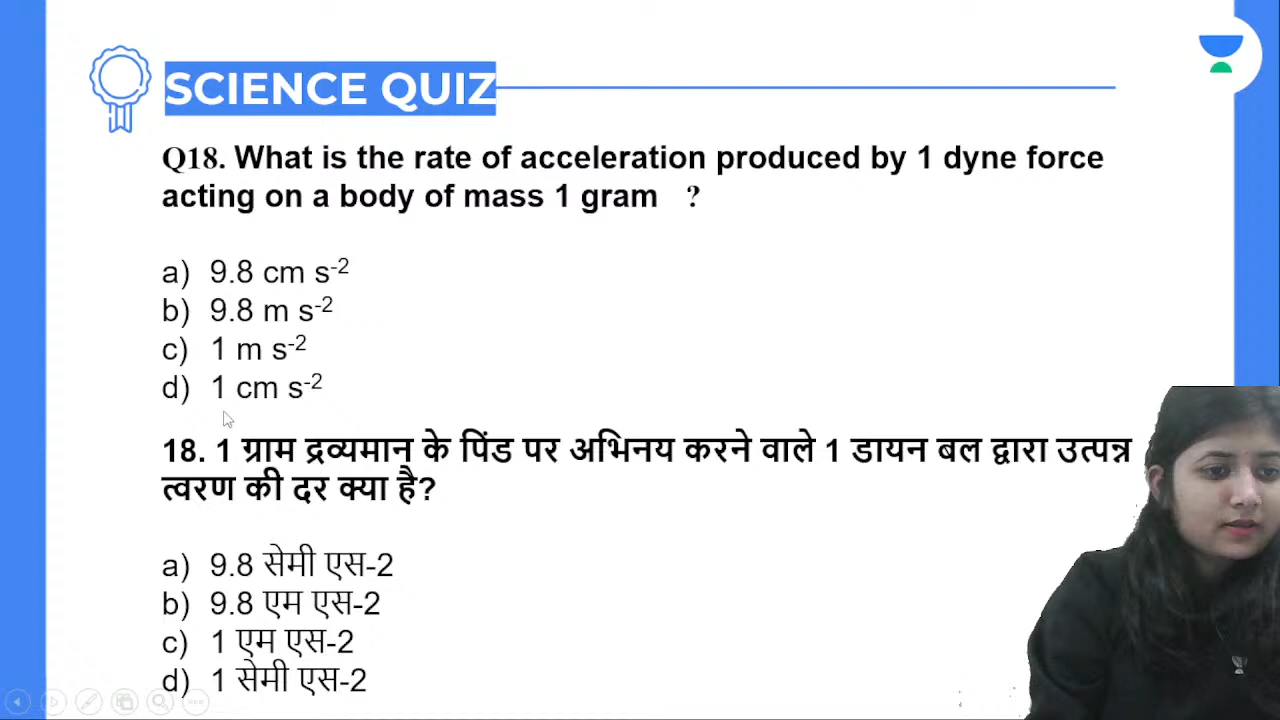 SCIENCE QUIZ
Q18. What is the rate of acceleration produced by 1 dyne force
acting on a body of mass 1 gram ?
a) 9.8 cm s⁻²
b) 9.8 m s⁻²
c) 1 m s⁻²
d) 1 cm s⁻²
18. 1 ग्राम द्रव्यमान के पिंड पर अभिनय करने वाले 1 डायन बल द्वारा उत्पन्न
त्वरण की दर क्या है?
a) 9.8 सेमी एस-2
b) 9.8 एम एस-2
c) 1 एम एस-2
d) 1 सेमी एस-2